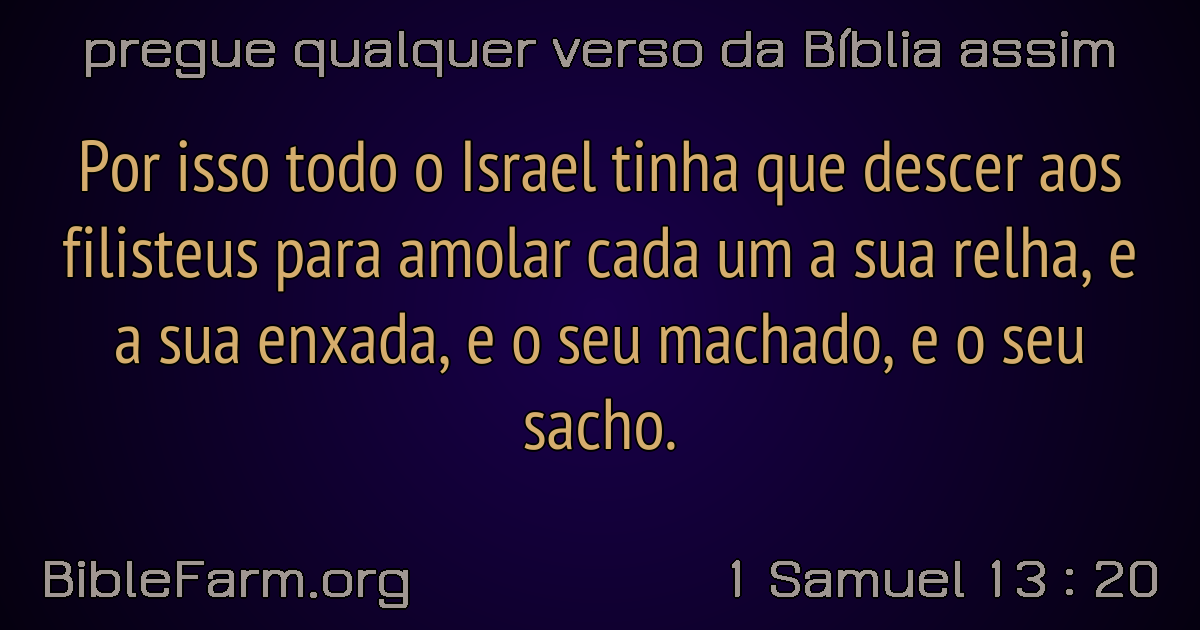 pregue qualquer verso da Bíblia assim
Por isso todo o Israel tinha que descer aos
filisteus para amolar cada um a sua relha, e
a sua enxada, e o seu machado, e o seu
sacho.
BibleFarm.org
1 Samuel 13 : 20